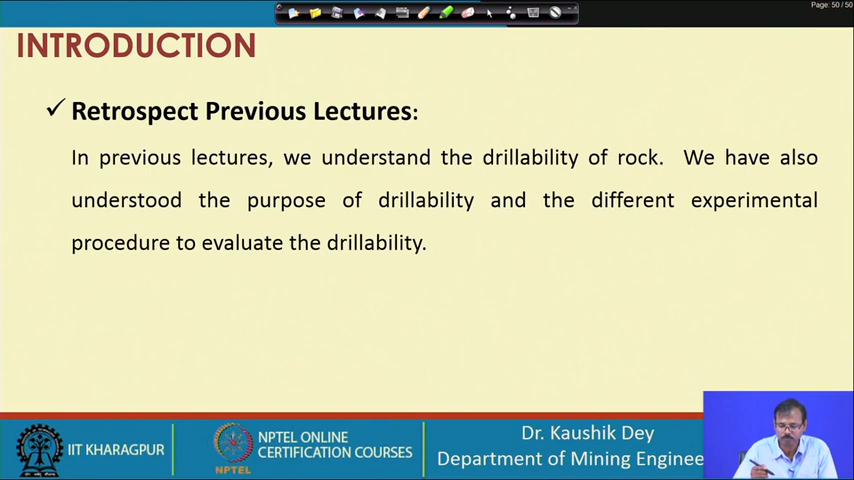 Page: 50 / 50
INTRODUCTION
✓ Retrospect Previous Lectures:
In previous lectures, we understand the drillability of rock. We have also
understood the purpose of drillability and the different experimental
procedure to evaluate the drillability.
IIT KHARAGPUR
NPTEL
NPTEL ONLINE
CERTIFICATION COURSES
Dr. Kaushik Dey
Department of Mining Enginee